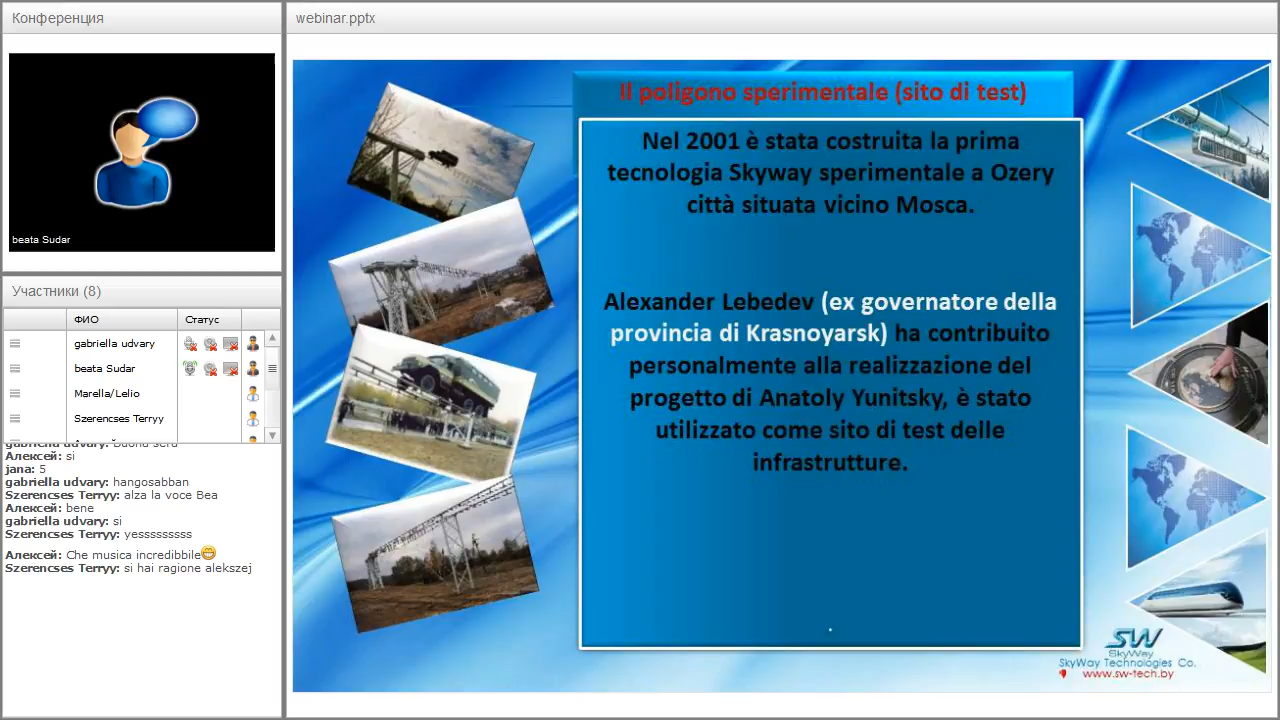 Конференция
webinar.pptx
beata Sudar
Участники (8)
ФИО
Статус
gabriella udvary
beata Sudar
Marella/Lelio
Szerencses Terryy
gabriella udvary: Buona sera
Алексей: si
jana: 5
gabriella udvary: hangosabban
Szerencses Terryy: alza la voce Bea
Алексей: bene
gabriella udvary: si
Szerencses Terryy: yesssssssss
Алексей: Che musica incredibbile
Szerencses Terryy: si hai ragione alekszej
Il poligono sperimentale (sito di test)
Nel 2001 è stata costruita la prima
tecnologia Skyway sperimentale a Ozery
città situata vicino Mosca.
Alexander Lebedev (ex governatore della
provincia di Krasnoyarsk) ha contribuito
personalmente alla realizzazione del
progetto di Anatoly Yunitsky, è stato
utilizzato come sito di test delle
infrastrutture.
.
SW
SkyWay
SkyWay Technologies Co.
www.sw-tech.by